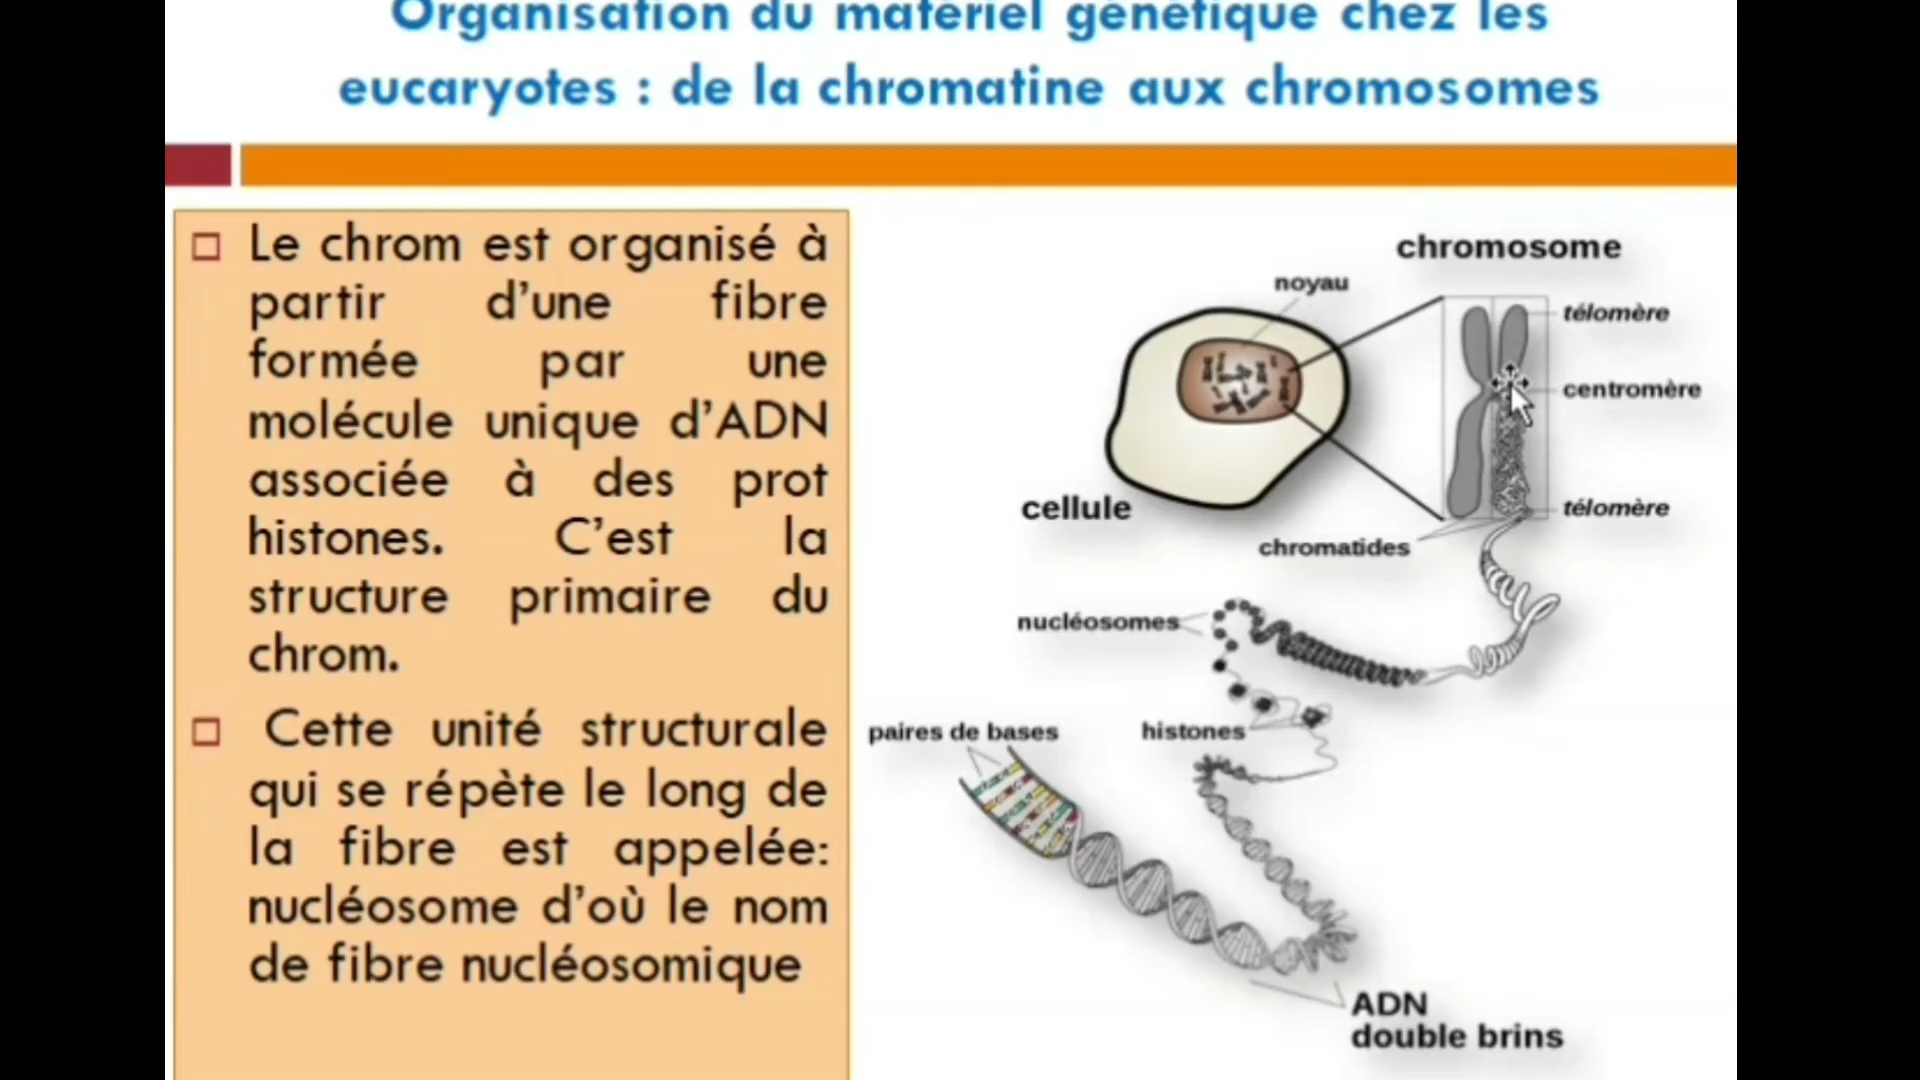 Organisation du matériel génétique chez les
eucaryotes : de la chromatine aux chromosomes
Le chrom est organisé à
partir d'une fibre
formée par une
molécule unique d'ADN
associée à des prot
histones. C'est la
structure primaire du
chrom.
Cette unité structurale
qui se répète le long de
la fibre est appelée:
nucléosome d'où le nom
de fibre nucléosomique
chromosome
noyau
télomère
centromère
cellule
télomère
chromatides
nucléosomes
paires de bases
histones
ADN
double brins